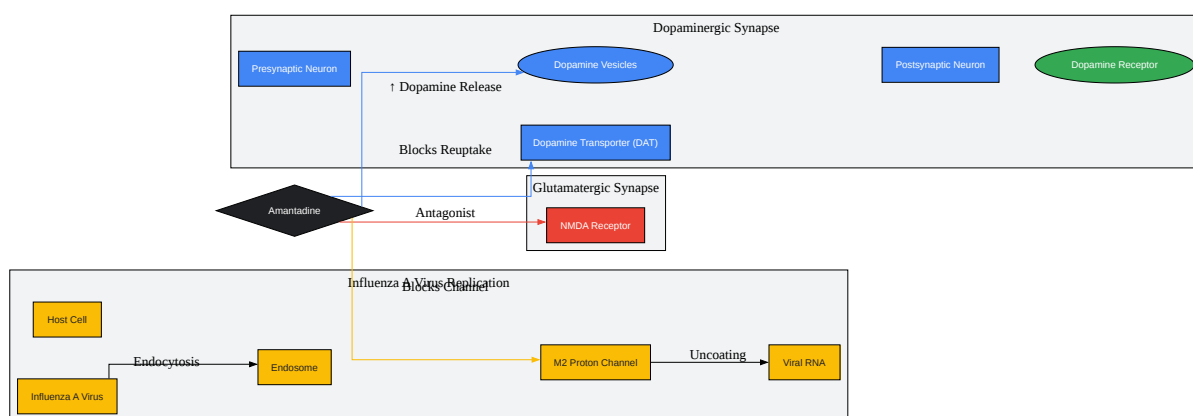 Dopaminergic Synapse
Presynaptic Neuron
Dopamine Vesicles
Postsynaptic Neuron
Dopamine Receptor
↑ Dopamine Release
Dopamine Transporter (DAT)
Blocks Reuptake
Glutamatergic Synapse
Amantadine
Antagonist
NMDA Receptor
Influenza A Virus Replication
Blocks Channel
Host Cell
Endocytosis
Endosome
M2 Proton Channel
Uncoating
Viral RNA
Influenza A Virus